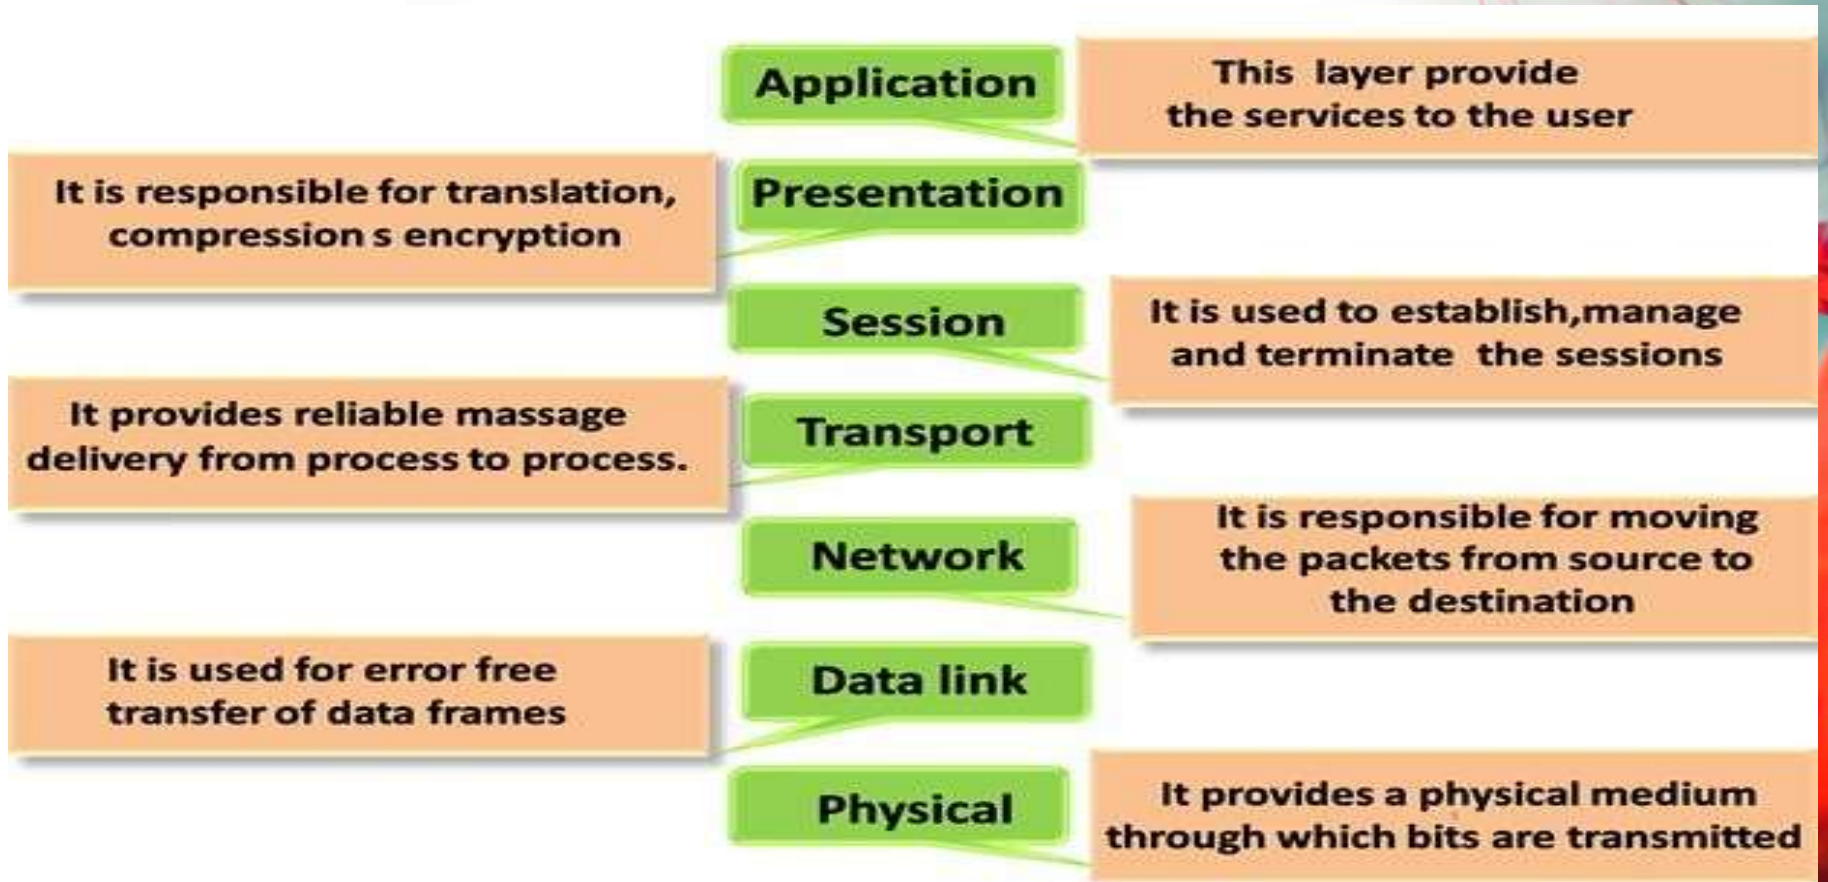 Application
This layer provide
the services to the user
Presentation
It is responsible for translation,
compression s encryption
Session
It is used to establish,manage
and terminate the sessions
Transport
It provides reliable massage
delivery from process to process.
Network
It is responsible for moving
the packets from source to
the destination
Data link
It is used for error free
transfer of data frames
Physical
It provides a physical medium
through which bits are transmitted